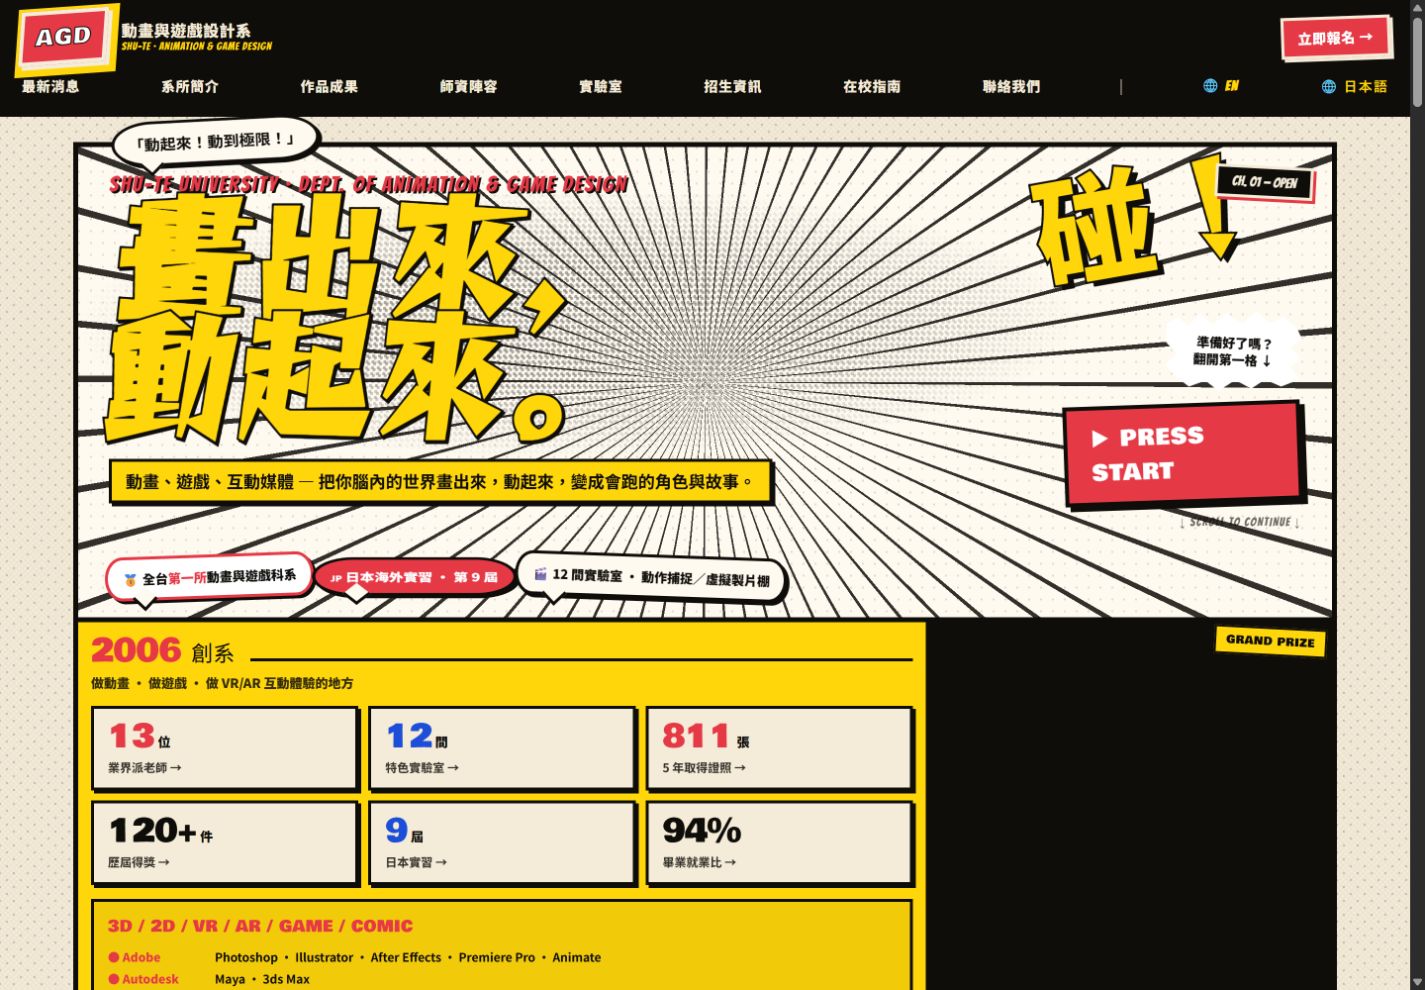 AGD
動畫與遊戲設計系
SHU-TE · ANIMATION & GAME DESIGN
立即報名 →
最新消息 系所簡介 作品成果 師資陣容 實驗室 招生資訊 在校指南 聯絡我們 | 🌐 EN 🌐 日本語
「動起來！動到極限！」
SHU-TE UNIVERSITY · DEPT. OF ANIMATION & GAME DESIGN
畫出來,
動起來。
動畫、遊戲、互動媒體 — 把你腦內的世界畫出來，動起來，變成會跑的角色與故事。
碰！
CH. 01 — OPEN
準備好了嗎？
翻開第一格 ↓
▶ PRESS
START
↓ SCROLL TO CONTINUE ↓
🏅 全台第一所動畫與遊戲科系
JP 日本海外實習 · 第 9 屆
🎬 12 間實驗室 · 動作捕捉／虛擬製片棚
2006 創系
做動畫 · 做遊戲 · 做 VR/AR 互動體驗的地方
13 位
業界派老師 →
12 間
特色實驗室 →
811 張
5 年取得證照 →
120+ 件
歷屆得獎 →
9 屆
日本實習 →
94%
畢業就業比 →
3D / 2D / VR / AR / GAME / COMIC
● Adobe Photoshop · Illustrator · After Effects · Premiere Pro · Animate
● Autodesk Maya · 3ds Max
GRAND PRIZE